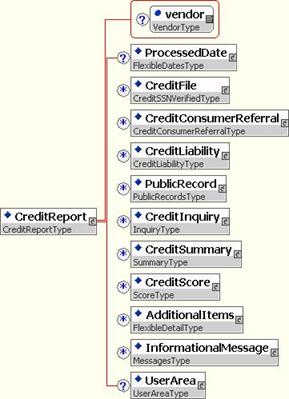 vendor
VendorType
ProcessedDate
FlexibleDatesType
CreditFile
CreditSSNVerifiedType
CreditConsumerReferral
CreditConsumerReferralType
CreditLiability
CreditLiabilityType
PublicRecord
PublicRecordsType
CreditReport
CreditReportType
CreditInquiry
InquiryType
CreditSummary
SummaryType
CreditScore
ScoreType
AdditionalItems
FlexibleDetailType
InformationalMessage
MessagesType
UserArea
UserAreaType